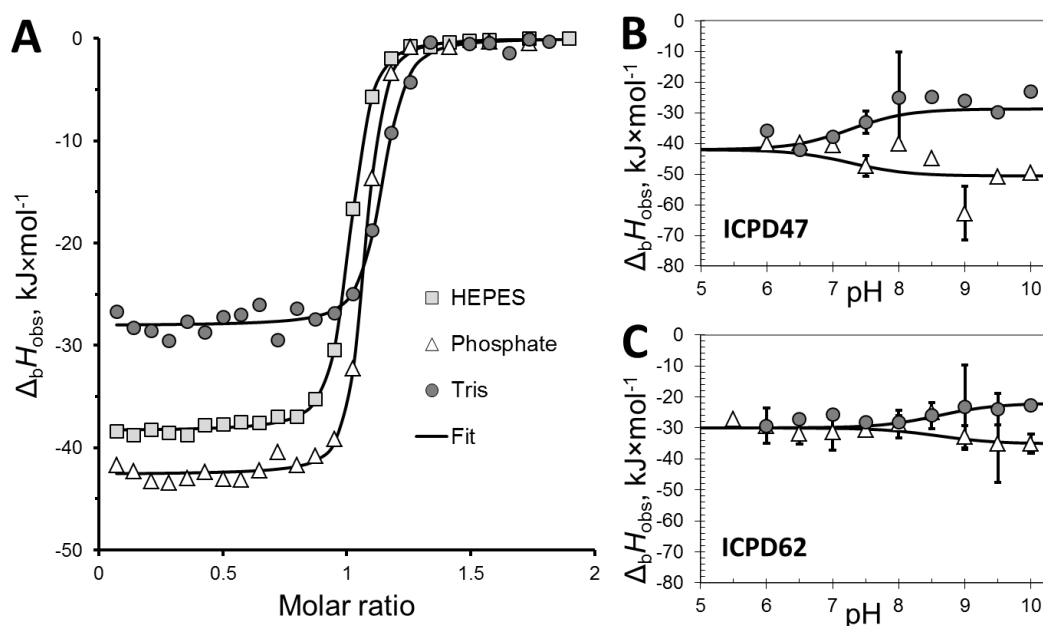 A
Δ_bH_obs, kJ×mol⁻¹
0
-10
-20
-30
-40
-50
0
0.5
1
1.5
2
Molar ratio
HEPES
Phosphate
Tris
Fit
B
Δ_bH_obs, kJ×mol⁻¹
0
-10
-20
-30
-40
-50
-60
-70
-80
ICPD47
5
6
7
8
9
10
pH
C
Δ_bH_obs, kJ×mol⁻¹
0
-10
-20
-30
-40
-50
-60
-70
-80
ICPD62
5
6
7
8
9
10
pH